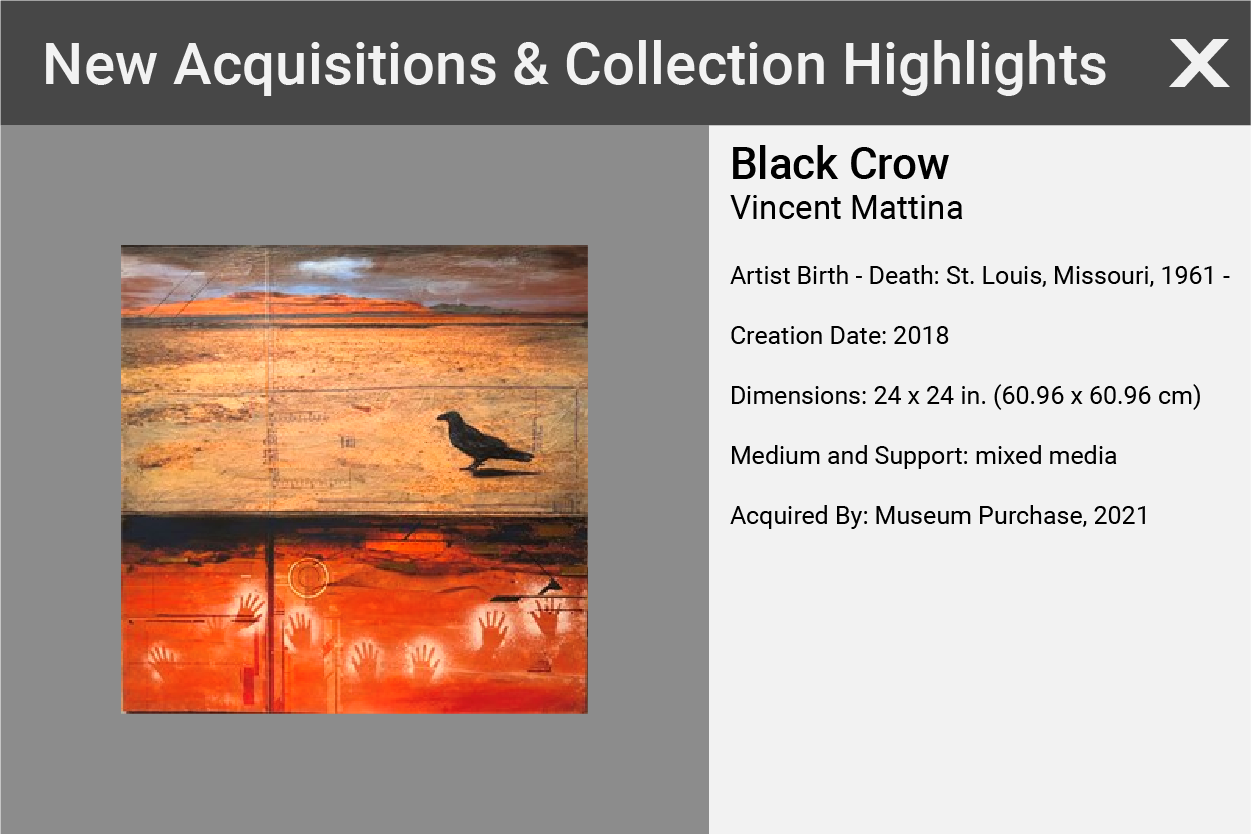 New Acquisitions & Collection Highlights X
Black Crow
Vincent Mattina
Artist Birth - Death: St. Louis, Missouri, 1961 -
Creation Date: 2018
Dimensions: 24 x 24 in. (60.96 x 60.96 cm)
Medium and Support: mixed media
Acquired By: Museum Purchase, 2021